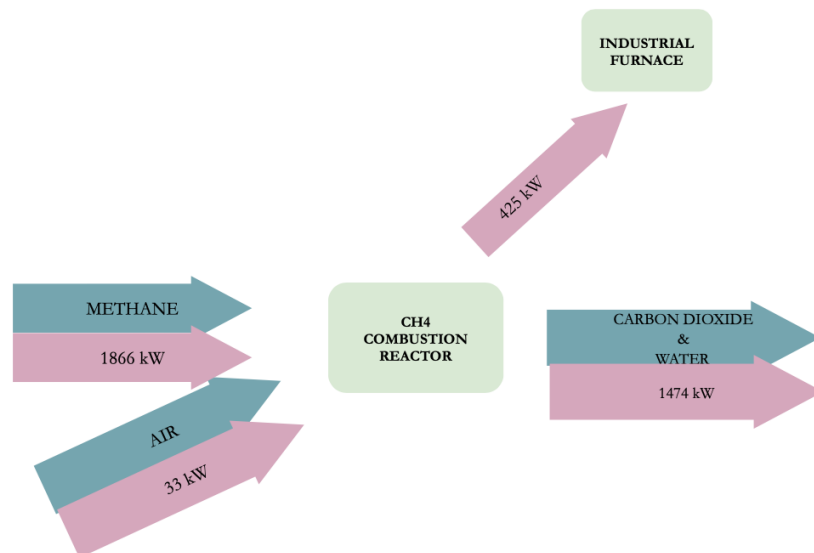 INDUSTRIAL
FURNACE
425 kW
METHANE
1866 kW
CH4
COMBUSTION
REACTOR
CARBON DIOXIDE
&
WATER
1474 kW
AIR
33 kW